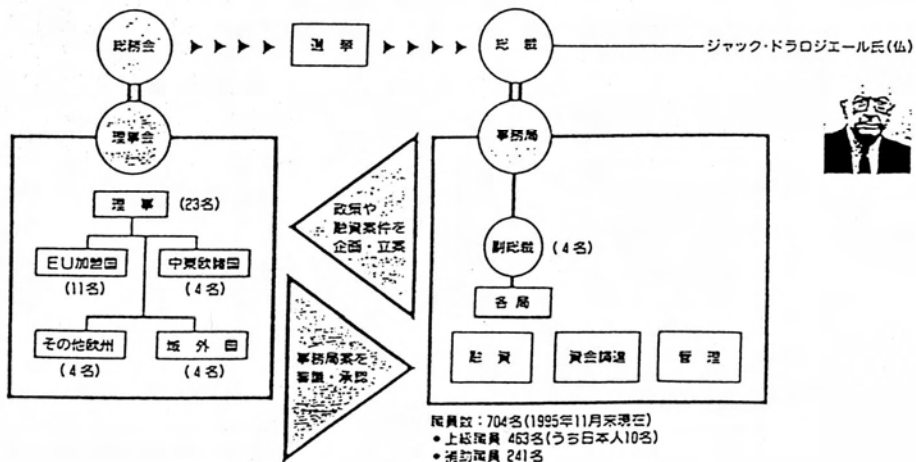 総務会
選挙
総裁
ジャック・ドラロジエール氏(仏)
理事会
事務局
理事
(23名)
EU加盟国
(11名)
中東欧諸国
(4名)
その他欧州
(4名)
域外国
(4名)
政策や
融資案件を
企画・立案
事務局案を
審議・承認
副総裁
(4名)
各局
融資
資金調達
管理
職員数:704名(1995年11月末現在)
•上級職員 463名(うち日本人10名)
•補助職員 241名